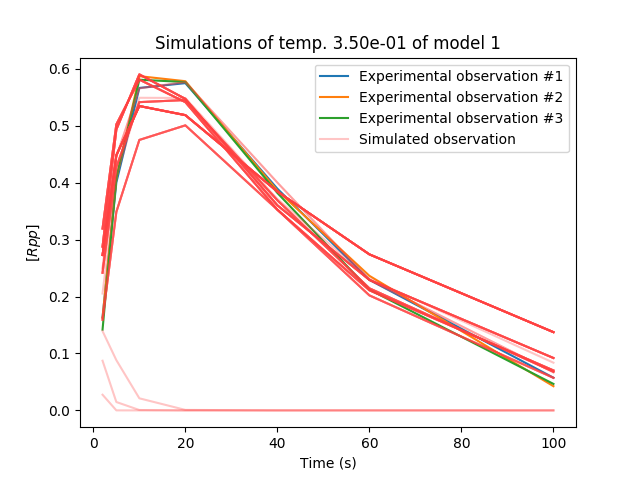 Simulations of temp. 3.50e-01 of model 1
Experimental observation #1
Experimental observation #2
Experimental observation #3
Simulated observation
[Rpp]
0.6
0.5
0.4
0.3
0.2
0.1
0.0
0 20 40 60 80 100
Time (s)